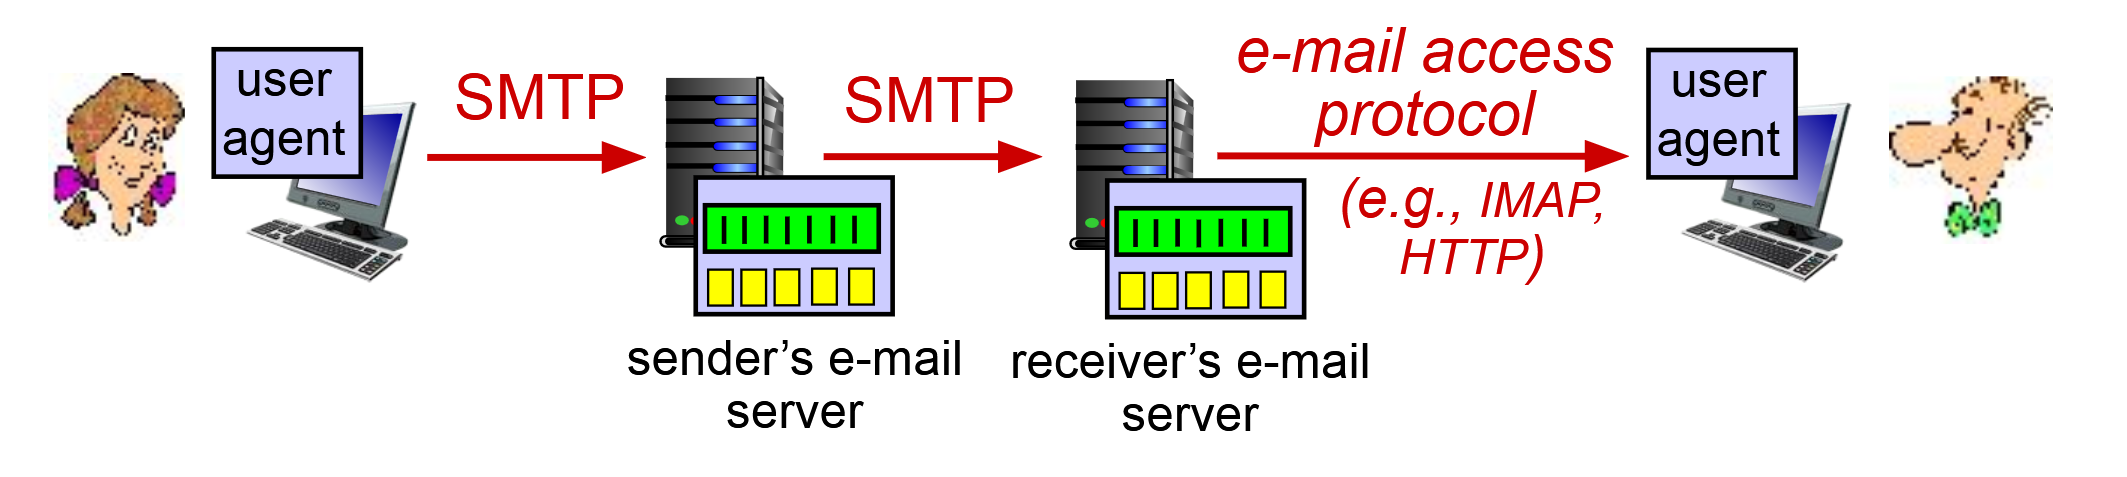 user
agent
SMTP
SMTP
e-mail access
protocol
(e.g., IMAP,
HTTP)
user
agent
sender’s e-mail
server
receiver’s e-mail
server